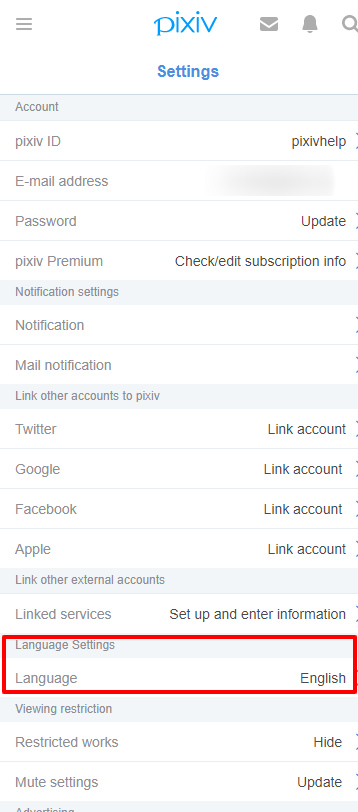 pixiv
Settings
Account
pixiv ID pixivhelp
E-mail address
Password Update
pixiv Premium Check/edit subscription info
Notification settings
Notification
Mail notification
Link other accounts to pixiv
Twitter Link account
Google Link account
Facebook Link account
Apple Link account
Link other external accounts
Linked services Set up and enter information
Language Settings
Language English
Viewing restriction
Restricted works Hide
Mute settings Update
Advertising